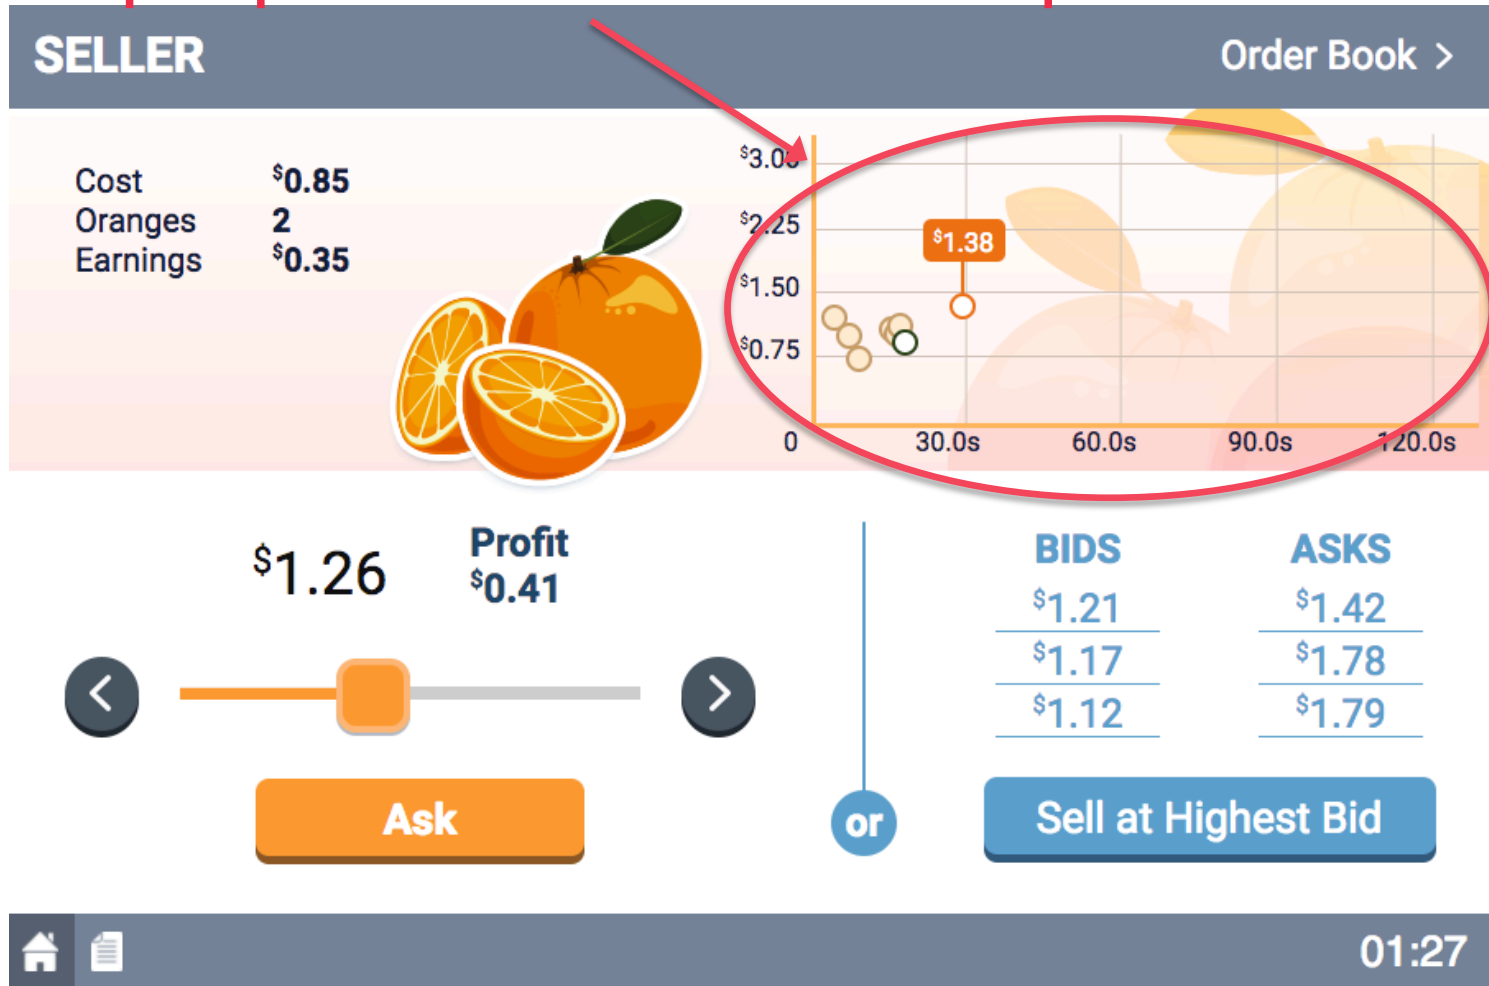 SELLER
Order Book >
Cost $0.85
Oranges 2
Earnings $0.35
$3.00
$2.25
$1.50
$0.75
0
30.0s 60.0s 90.0s 120.0s
$1.38
$1.26
Profit
$0.41
Ask
or
BIDS ASKS
$1.21 $1.42
$1.17 $1.78
$1.12 $1.79
Sell at Highest Bid
01:27